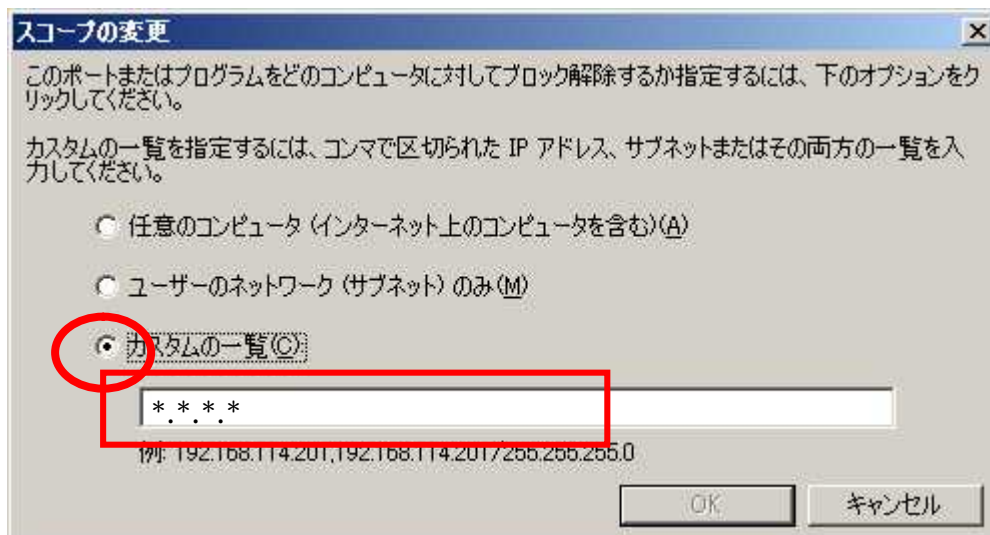 スコープの変更
このポートまたはプログラムをどのコンピュータに対してブロック解除するか指定するには、下のオプションをク
リックしてください。
カスタムの一覧を指定するには、コンマで区切られた IP アドレス、サブネットまたはその両方の一覧を入
力してください。
任意のコンピュータ (インターネット上のコンピュータを含む)(A)
ユーザーのネットワーク (サブネット) のみ(M)
カスタムの一覧(C):
*.*.*.*
例: 192.168.114.201,192.168.114.201/255.255.255.0
OK
キャンセル